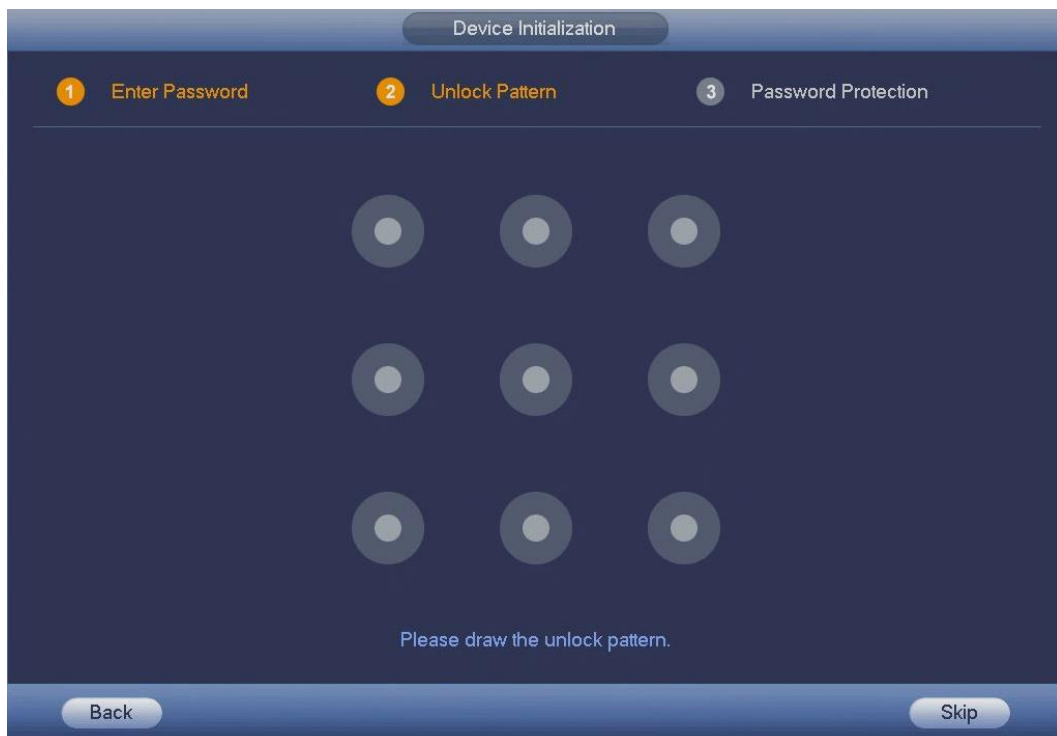 Device Initialization
1 Enter Password 2 Unlock Pattern 3 Password Protection
Please draw the unlock pattern.
Back Skip